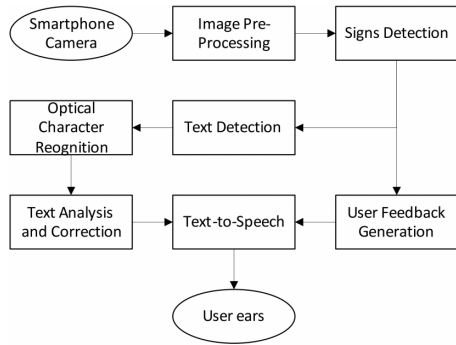 Smartphone
Camera
Image Pre-
Processing
Signs Detection
Optical
Character
Reognition
Text Detection
Text Analysis
and Correction
Text-to-Speech
User Feedback
Generation
User ears